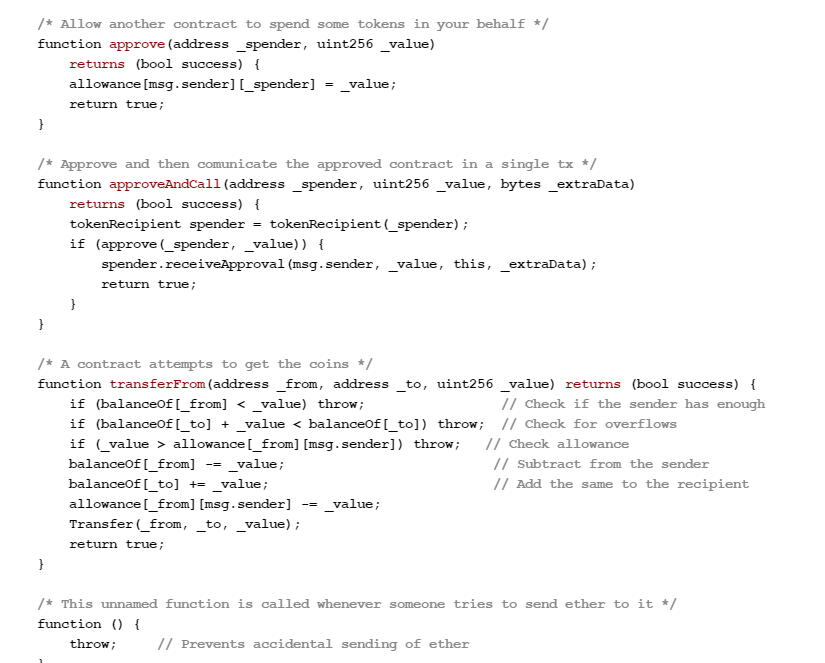 /* Allow another contract to spend some tokens in your behalf */
function approve(address _spender, uint256 _value)
returns (bool success) {
allowance[msg.sender][_spender] = _value;
return true;
}
/* Approve and then comunicate the approved contract in a single tx */
function approveAndCall(address _spender, uint256 _value, bytes _extraData)
returns (bool success) {
tokenRecipient spender = tokenRecipient(_spender);
if (approve(_spender, _value)) {
spender.receiveApproval(msg.sender, _value, this, _extraData);
return true;
}
}
/* A contract attempts to get the coins */
function transferFrom(address _from, address _to, uint256 _value) returns (bool success) {
if (balanceOf[_from] < _value) throw; // Check if the sender has enough
if (balanceOf[_to] + _value < balanceOf[_to]) throw; // Check for overflows
if (_value > allowance[_from][msg.sender]) throw; // Check allowance
balanceOf[_from] -= _value; // Subtract from the sender
balanceOf[_to] += _value; // Add the same to the recipient
allowance[_from][msg.sender] -= _value;
Transfer(_from, _to, _value);
return true;
}
/* This unnamed function is called whenever someone tries to send ether to it */
function () {
throw; // Prevents accidental sending of ether
}